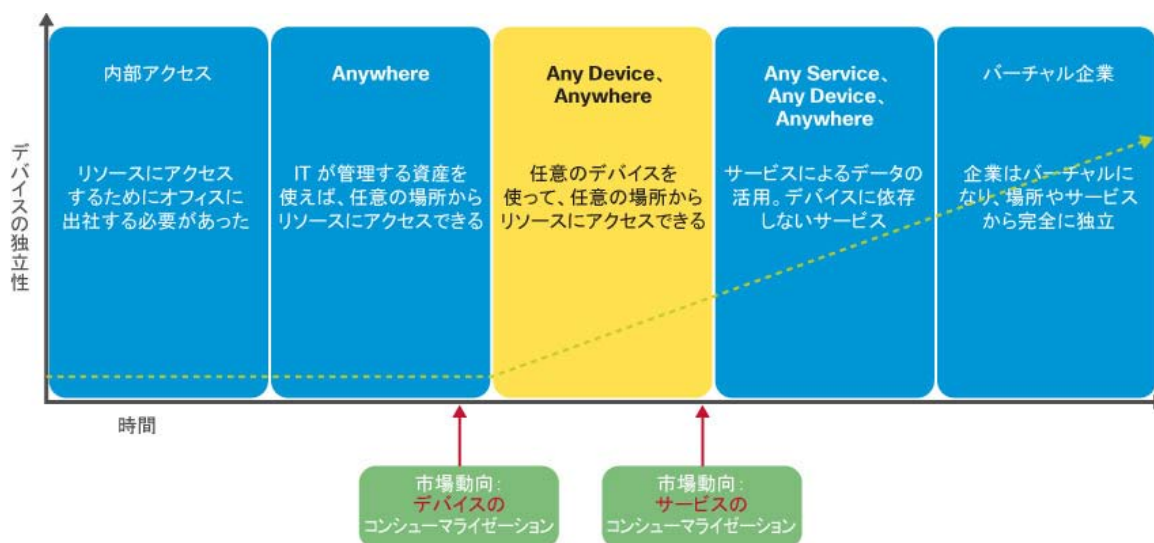 デバイスの独立性
内部アクセス
リソースにアクセス
するためにオフィスに
出社する必要があった
Anywhere
IT が管理する資産を
使えば、任意の場所から
リソースにアクセスできる
Any Device、
Anywhere
任意のデバイスを
使って、任意の場所から
リソースにアクセスできる
Any Service、
Any Device、
Anywhere
サービスによるデータの
活用。デバイスに依存
しないサービス
バーチャル企業
企業はバーチャルに
なり、場所やサービス
から完全に独立
時間
市場動向：
デバイスの
コンシューマライゼーション
市場動向：
サービスの
コンシューマライゼーション